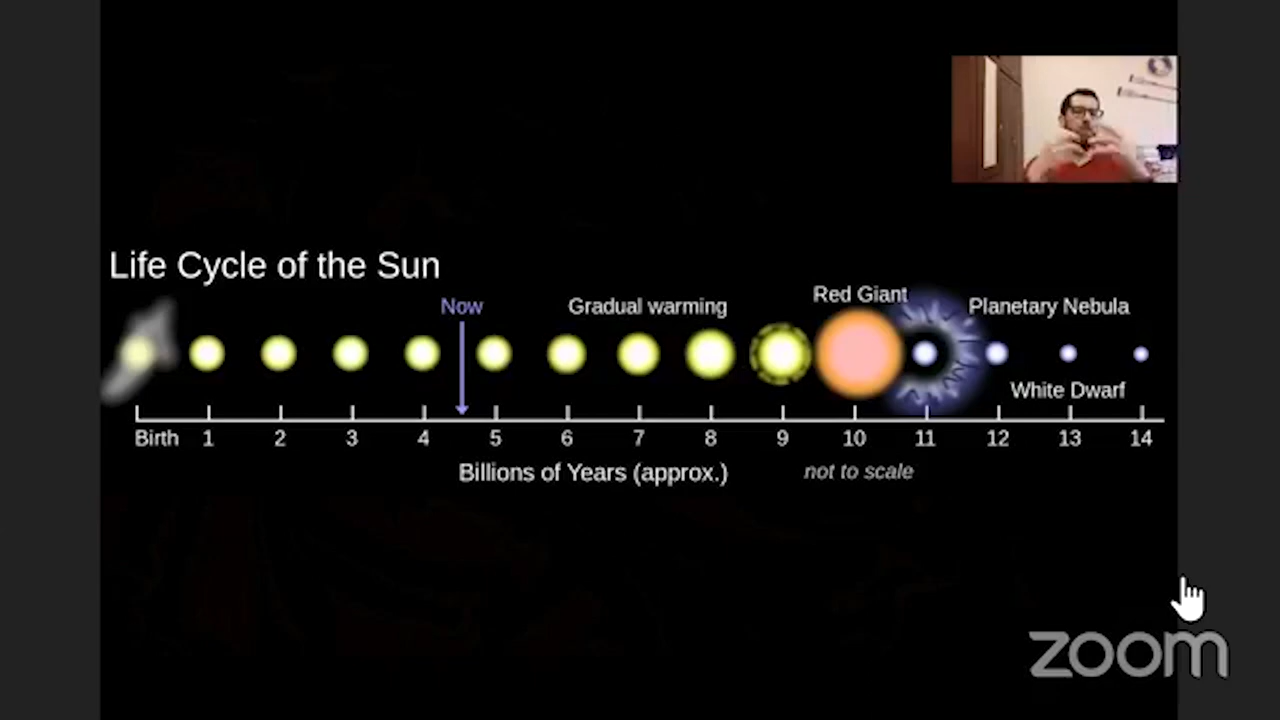 Life Cycle of the Sun
Now
Gradual warming
Red Giant
Planetary Nebula
White Dwarf
Birth 1 2 3 4 5 6 7 8 9 10 11 12 13 14
Billions of Years (approx.)
not to scale
zoom